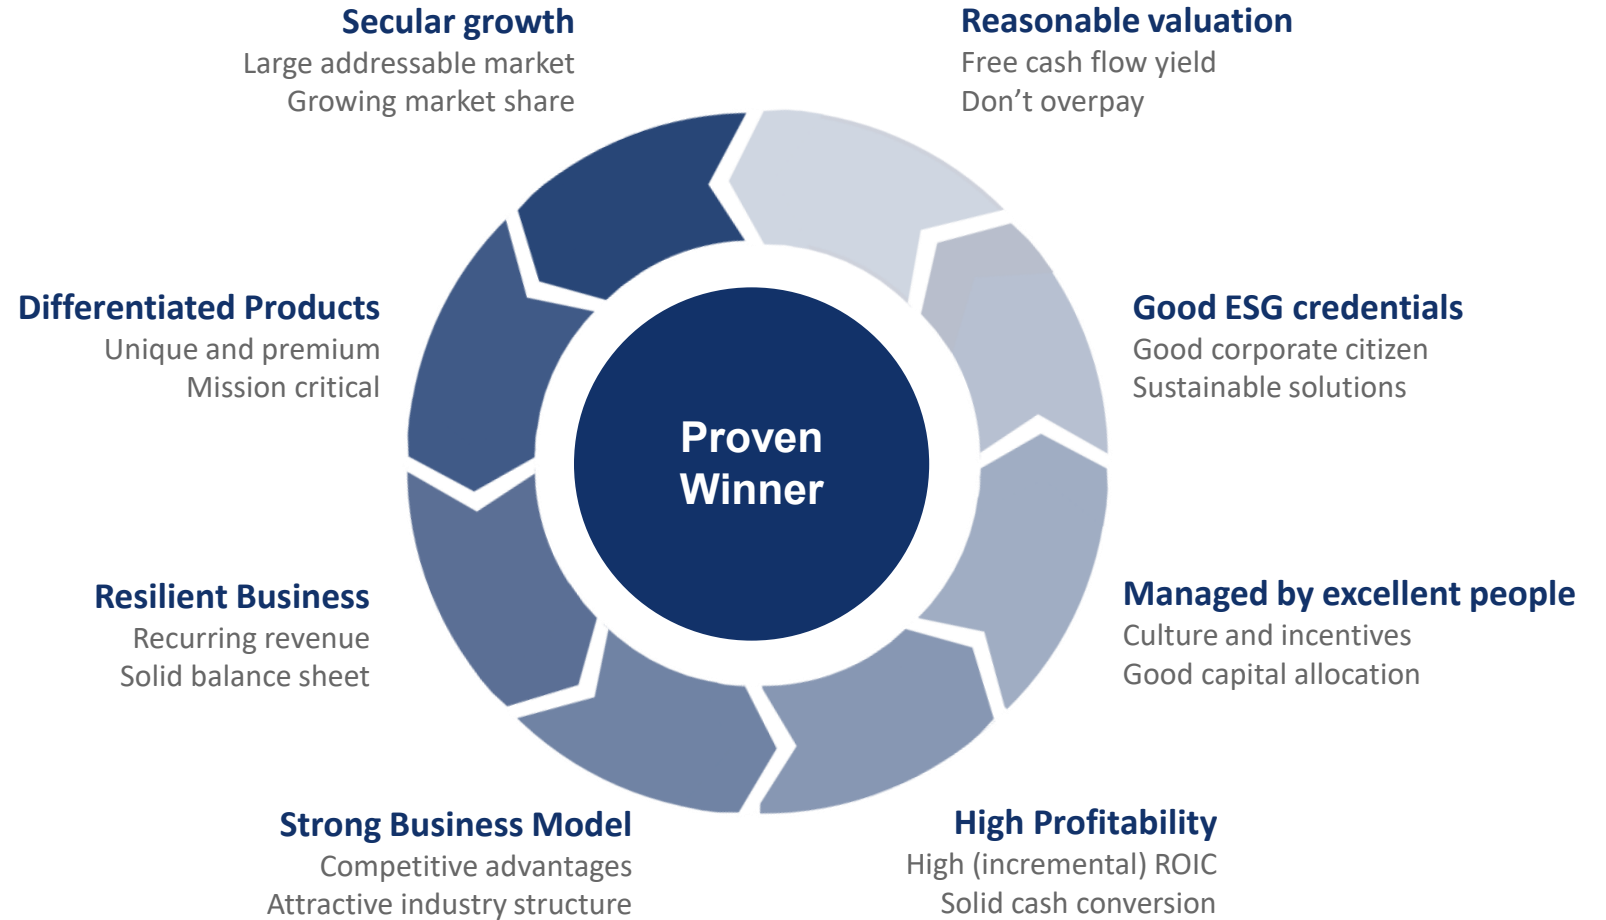 Secular growth
Large addressable market
Growing market share
Reasonable valuation
Free cash flow yield
Don’t overpay
Differentiated Products
Unique and premium
Mission critical
Good ESG credentials
Good corporate citizen
Sustainable solutions
Proven
Winner
Resilient Business
Recurring revenue
Solid balance sheet
Managed by excellent people
Culture and incentives
Good capital allocation
Strong Business Model
Competitive advantages
Attractive industry structure
High Profitability
High (incremental) ROIC
Solid cash conversion